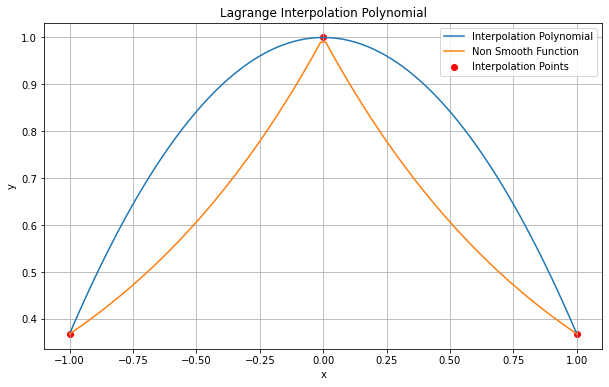 Lagrange Interpolation Polynomial
Interpolation Polynomial
Non Smooth Function
Interpolation Points
y
1.0
0.9
0.8
0.7
0.6
0.5
0.4
−1.00 −0.75 −0.50 −0.25 0.00 0.25 0.50 0.75 1.00
x